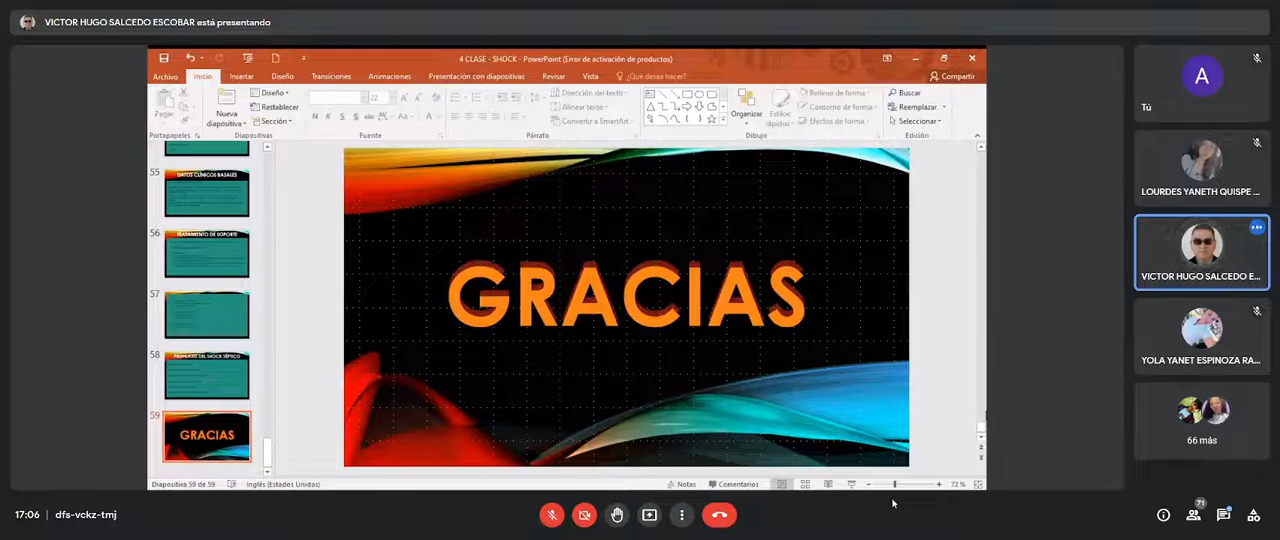 VICTOR HUGO SALCEDO ESCOBAR está presentando
4 CLASE - SHOCK - PowerPoint (Error de activación de productos)
Archivo Inicio Insertar Diseño Transiciones Animaciones Presentación con diapositivas Revisar Vista ¿Qué desea hacer? Compartir
Pegar
Nueva diapositiva
Diseño
Restablecer
Sección
22
N K S abc AV Aa A
Dirección del texto
Alinear texto
Convertir a SmartArt
Organizar
Estilos rápidos
Relleno de forma
Contorno de forma
Efectos de forma
Buscar
Reemplazar
Seleccionar
Portapapeles Diapositivas Fuente Párrafo Dibujo Edición
55
DATOS CLÍNICOS BASALES
56
TRATAMIENTO DE SOPORTE
57
58
59
GRACIAS
GRACIAS
Diapositiva 59 de 59 Inglés (Estados Unidos) Notas Comentarios 72 %
A
Tú
LOURDES YANETH QUISPE ...
VICTOR HUGO SALCEDO E...
YOLA YANET ESPINOZA RA...
66 más
17:06 dfs-vckz-tmj
71